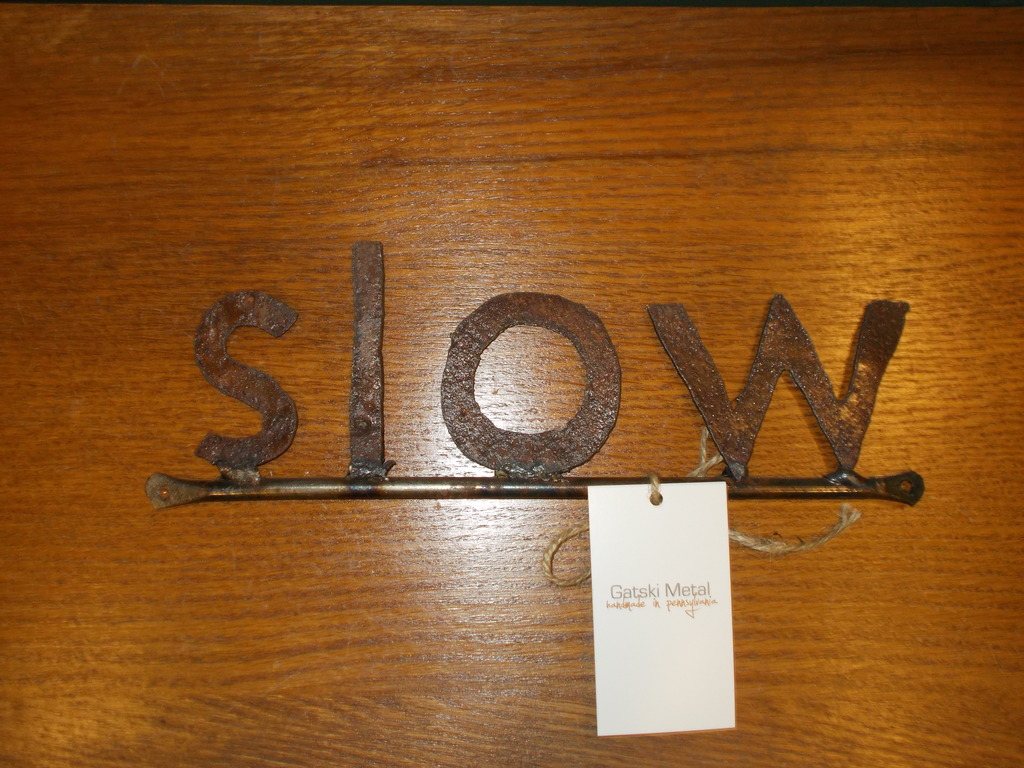 slow
Gatski Metal
handmade in pennsylvania